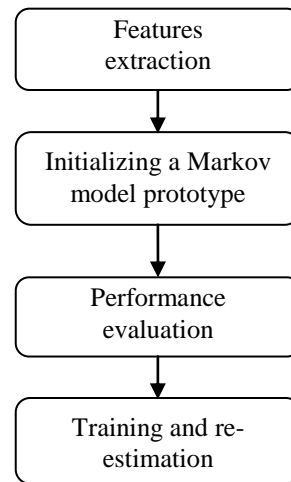 Features
extraction
Initializing a Markov
model prototype
Performance
evaluation
Training and re-
estimation